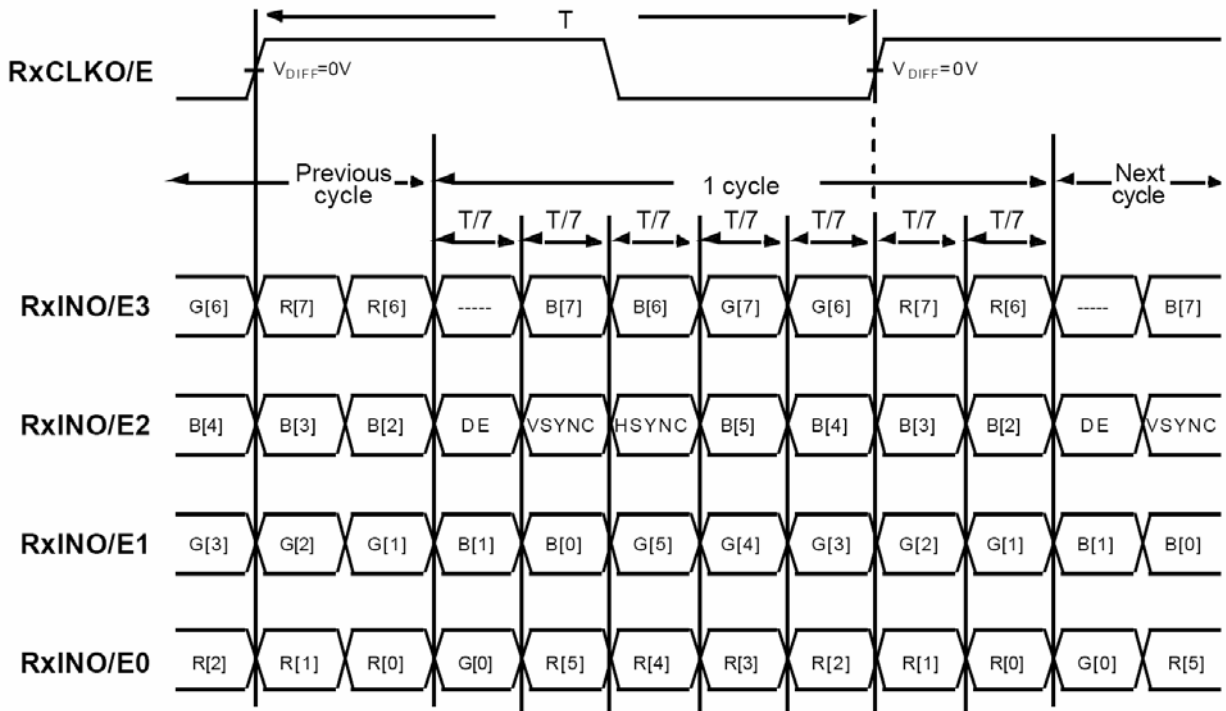 T
RxCLKO/E
VDIFF=0V
VDIFF=0V
Previous
cycle
1 cycle
Next
cycle
T/7 T/7 T/7 T/7 T/7 T/7 T/7
RxINO/E3 G[6] R[7] R[6] ----- B[7] B[6] G[7] G[6] R[7] R[6] ----- B[7]
RxINO/E2 B[4] B[3] B[2] DE VSYNC HSYNC B[5] B[4] B[3] B[2] DE VSYNC
RxINO/E1 G[3] G[2] G[1] B[1] B[0] G[5] G[4] G[3] G[2] G[1] B[1] B[0]
RxINO/E0 R[2] R[1] R[0] G[0] R[5] R[4] R[3] R[2] R[1] R[0] G[0] R[5]